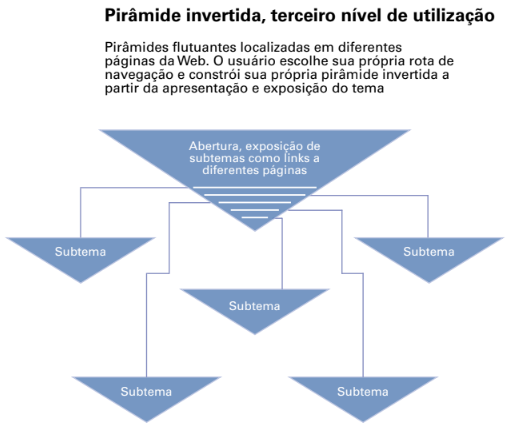 Pirâmide invertida, terceiro nível de utilização
Pirâmides flutuantes localizadas em diferentes
páginas da Web. O usuário escolhe sua própria rota de
navegação e constrói sua própria pirâmide invertida a
partir da apresentação e exposição do tema
Abertura, exposição de
subtemas como links a
diferentes páginas
Subtema
Subtema
Subtema
Subtema
Subtema